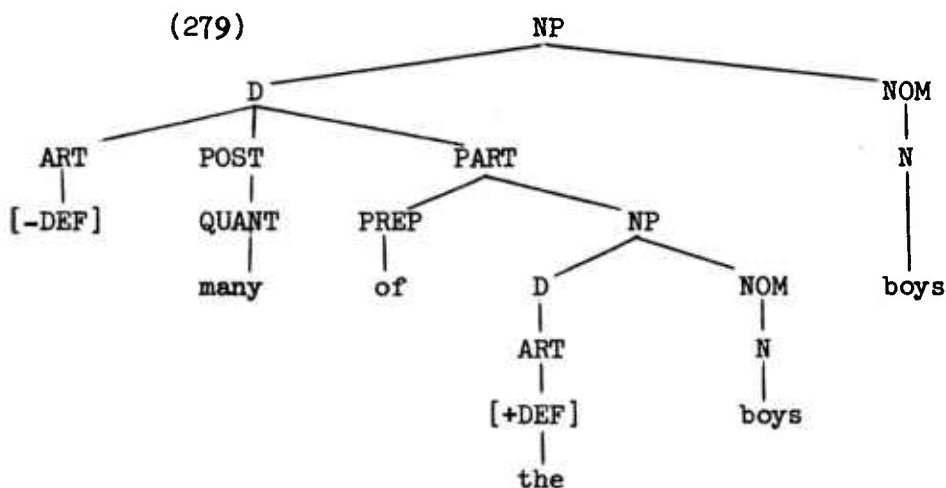 (279) NP
D NOM
ART POST PART N
[-DEF] QUANT PREP NP
many of D NOM boys
ART N
[+DEF] boys
the